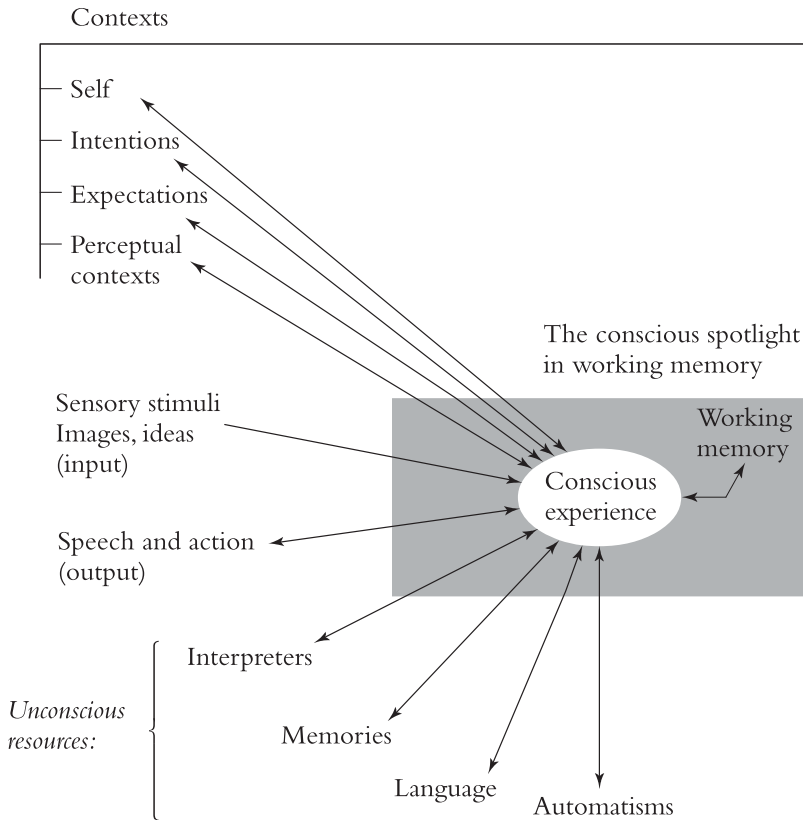 Contexts
Self
Intentions
Expectations
Perceptual
contexts
The conscious spotlight
in working memory
Sensory stimuli
Images, ideas
(input)
Working
memory
Conscious
experience
Speech and action
(output)
Interpreters
Unconscious
resources:
Memories
Language
Automatisms